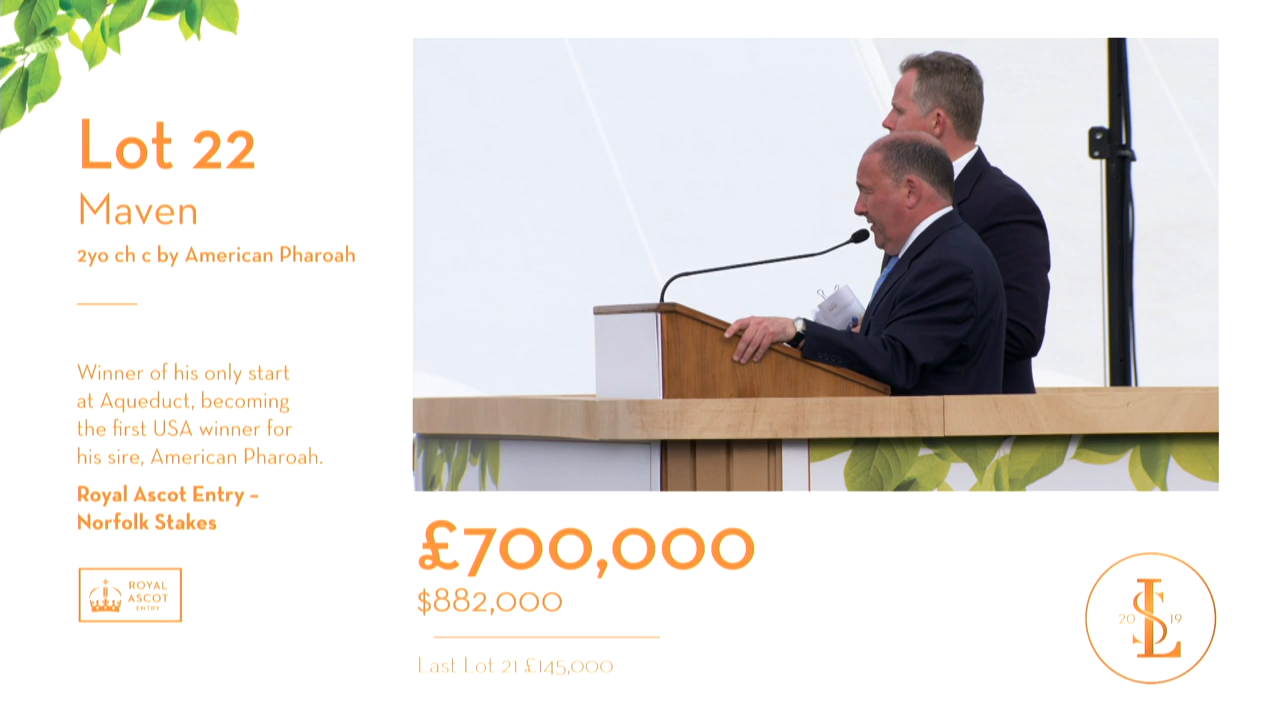 Lot 22
Maven
2yo ch c by American Pharoah
Winner of his only start
at Aqueduct, becoming
the first USA winner for
his sire, American Pharoah.
Royal Ascot Entry –
Norfolk Stakes
ROYAL
ASCOT
ENTRY
£700,000
$882,000
Last Lot 21 £145,000
20 SL 19